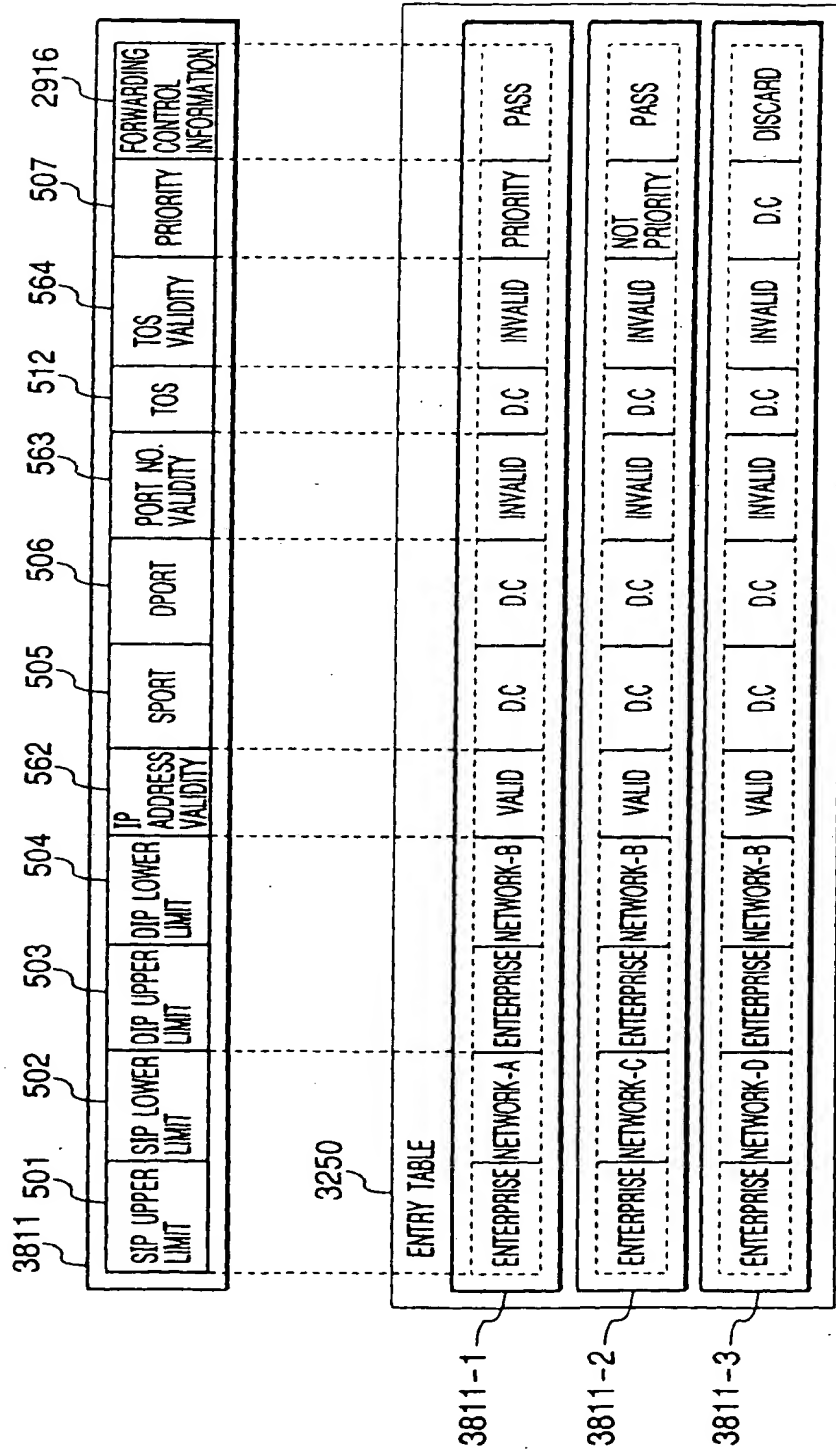 3811
501
502
503
504
562
505
506
563
512
564
507
2916
SIP UPPER
LIMIT
SIP LOWER
LIMIT
DIP UPPER
LIMIT
DIP LOWER
LIMIT
IP
ADDRESS
VALIDITY
SPORT
DPORT
PORT NO.
VALIDITY
TOS
TOS
VALIDITY
PRIORITY
FORWARDING
CONTROL
INFORMATION
3250
ENTRY TABLE
3811-1
ENTERPRISE NETWORK-A ENTERPRISE NETWORK-B VALID D.C D.C INVALID D.C INVALID PRIORITY PASS
3811-2
ENTERPRISE NETWORK-C ENTERPRISE NETWORK-B VALID D.C D.C INVALID D.C INVALID NOT
PRIORITY PASS
3811-3
ENTERPRISE NETWORK-D ENTERPRISE NETWORK-B VALID D.C D.C INVALID D.C INVALID D.C DISCARD